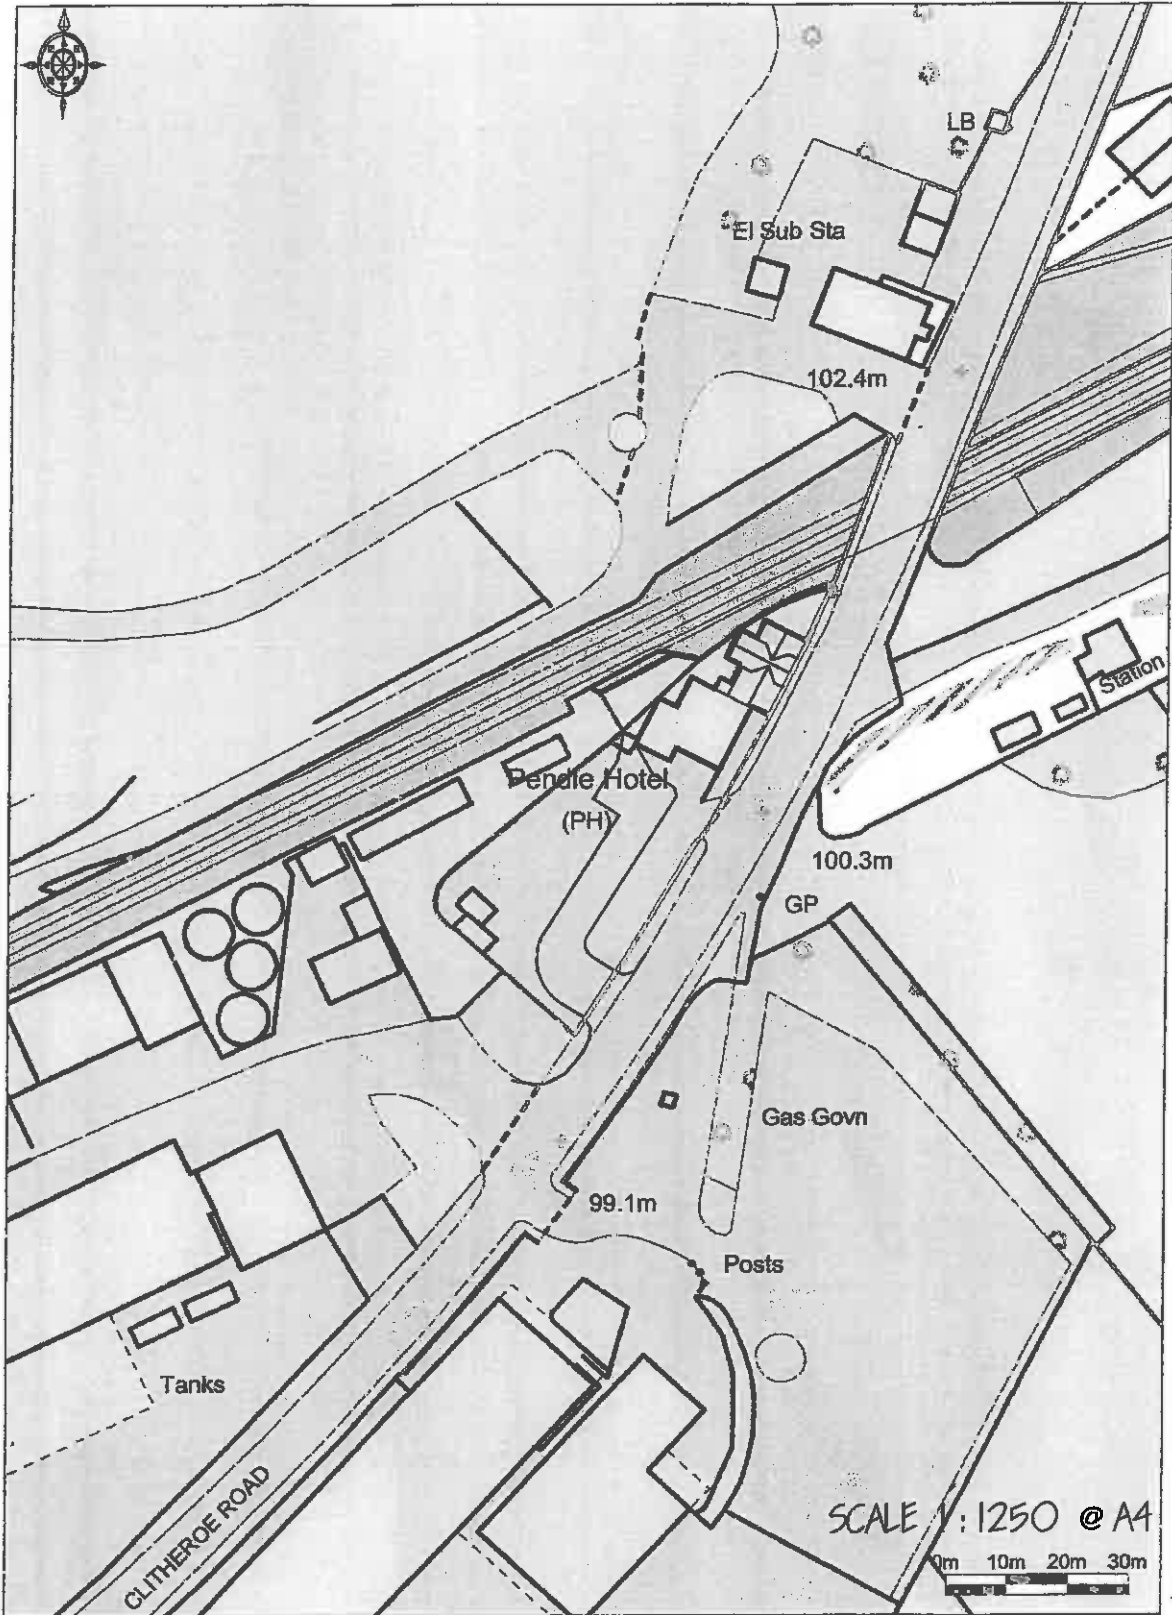 LB
El Sub Sta
102.4m
Station
Pendle Hotel
(PH)
100.3m
GP
Gas Govn
99.1m
Posts
Tanks
CLITHEROE ROAD
SCALE 1:1250 @ A4
0m 10m 20m 30m